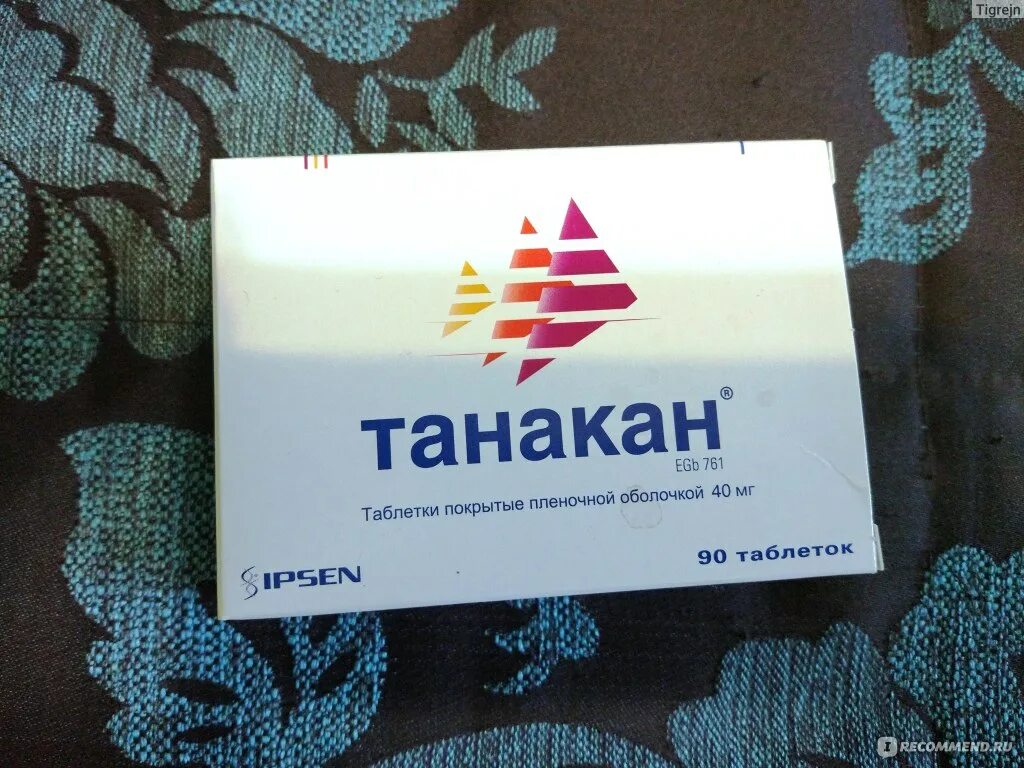 Tigrejn
танакан®
EGb 761
Таблетки покрытые пленочной оболочкой 40 мг
90 таблеток
IPSEN
IRECOMMEND.RU